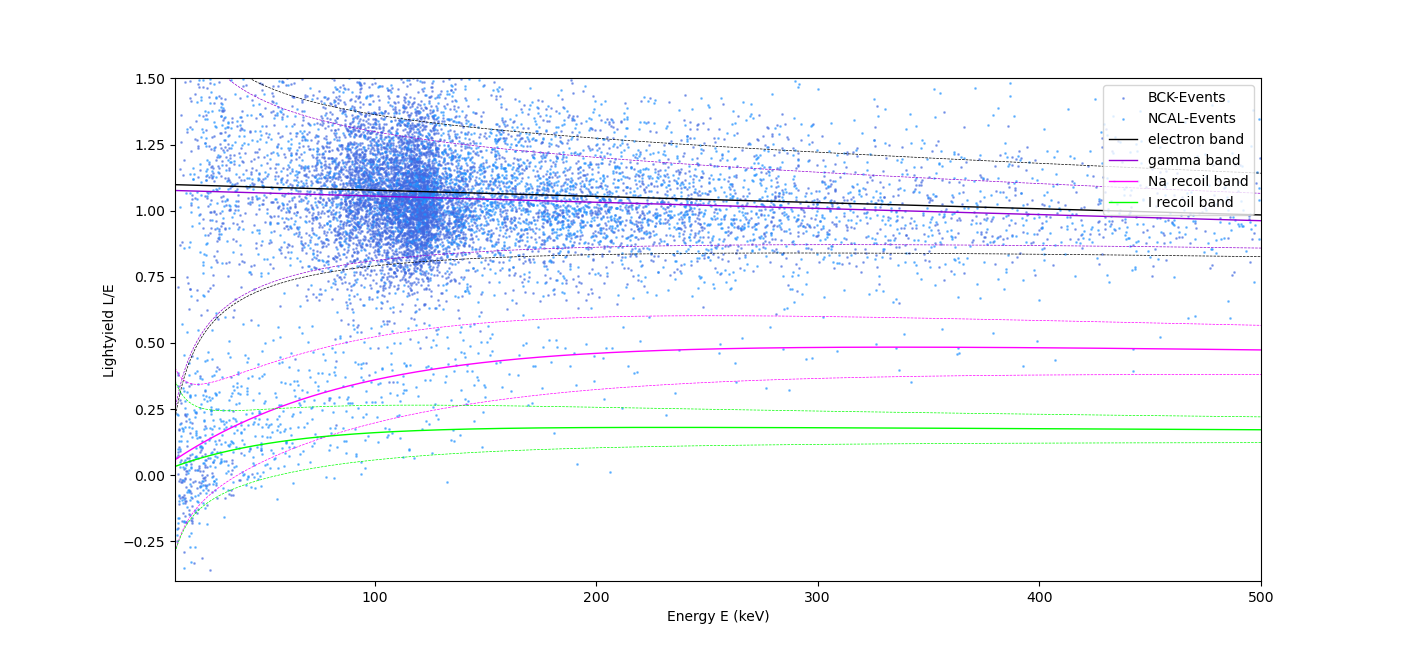 1.50
1.25
1.00
0.75
0.50
0.25
0.00
−0.25
Lightyield L/E
100
200
300
400
500
Energy E (keV)
BCK-Events
NCAL-Events
electron band
gamma band
Na recoil band
I recoil band